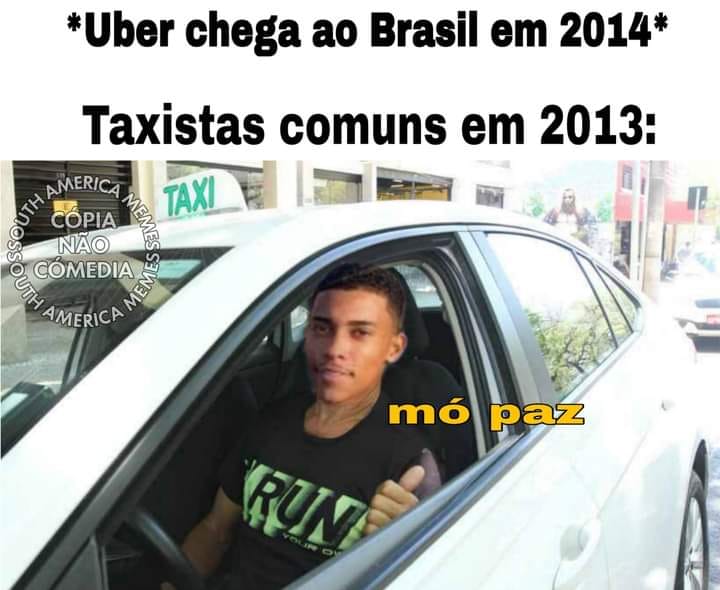 *Uber chega ao Brasil em 2014*
Taxistas comuns em 2013:
TAXI
SOUTH AMERICA MEMES
CÓPIA
NÃO
CÓMEDIA
SOUTH AMERICA MEMES
mó paz
RUN
YOUR